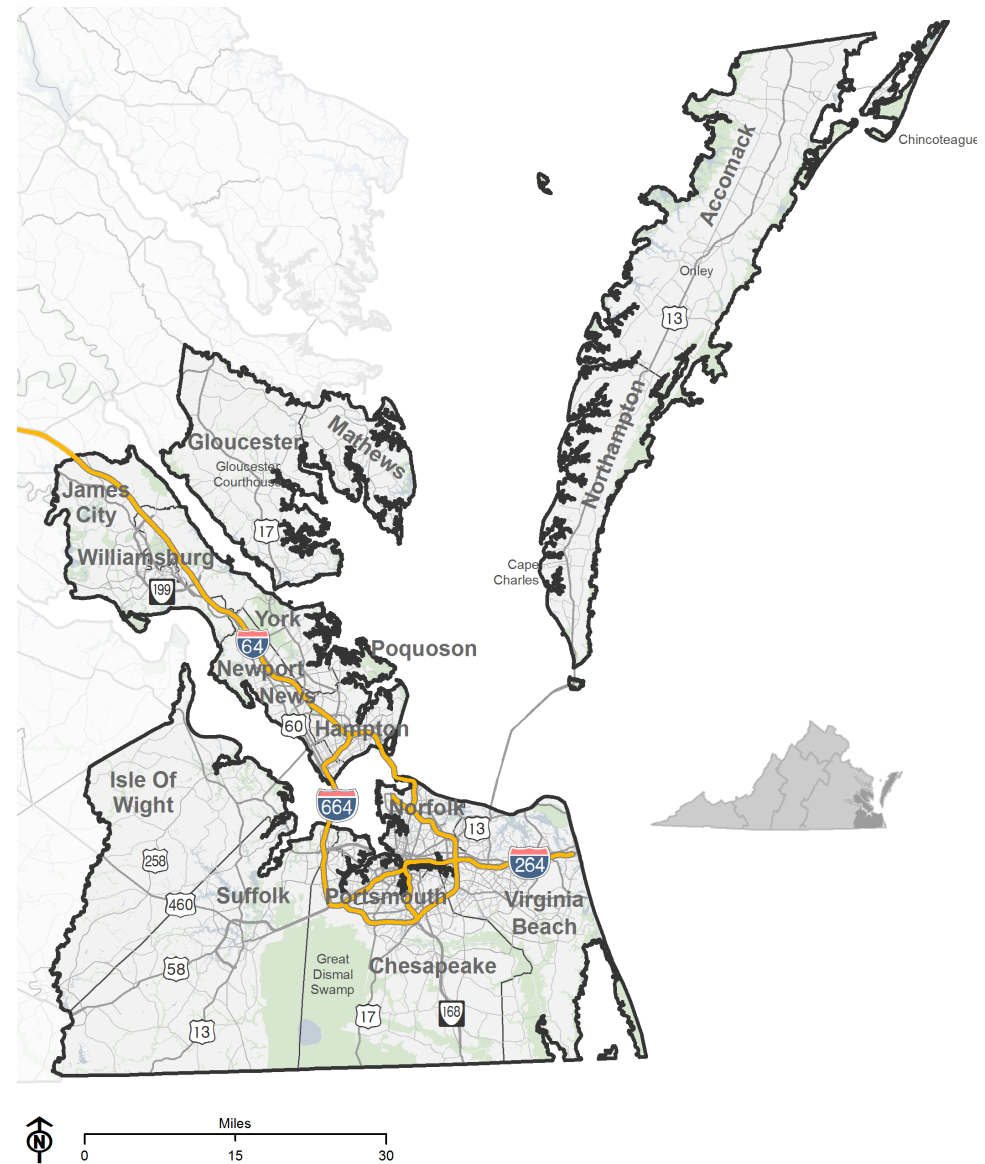 Chincoteague
Accomack
Onley
13
Northampton
Mathews
Gloucester
Gloucester
Courthouse
James
City
17
Williamsburg
Cape
Charles
199
York
64
Poquoson
Newport
News
60
Hampton
Isle Of
Wight
664
Norfolk
13
258
264
460
Suffolk
Portsmouth
Virginia
Beach
58
Great
Dismal
Swamp
Chesapeake
17
168
13
N
Miles
0 15 30